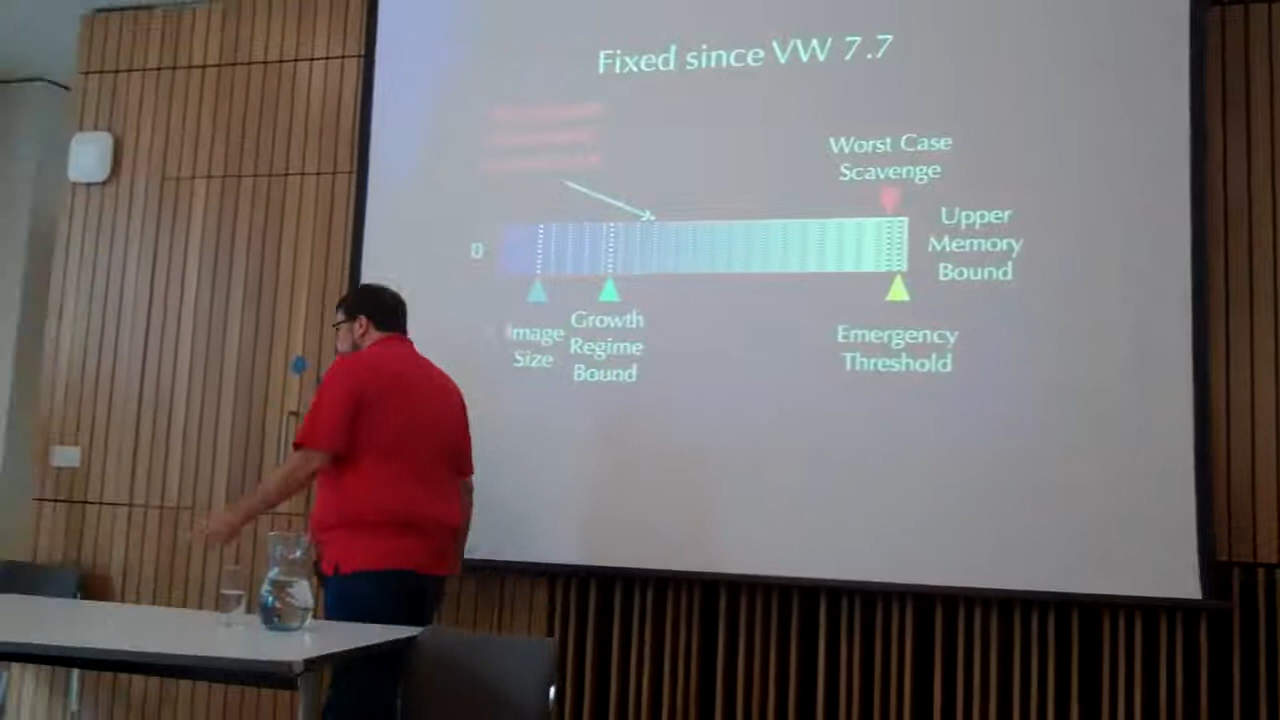 Fixed since VW 7.7
Worst Case
Scavenge
0
Upper
Memory
Bound
Image
Size
Growth
Regime
Bound
Emergency
Threshold